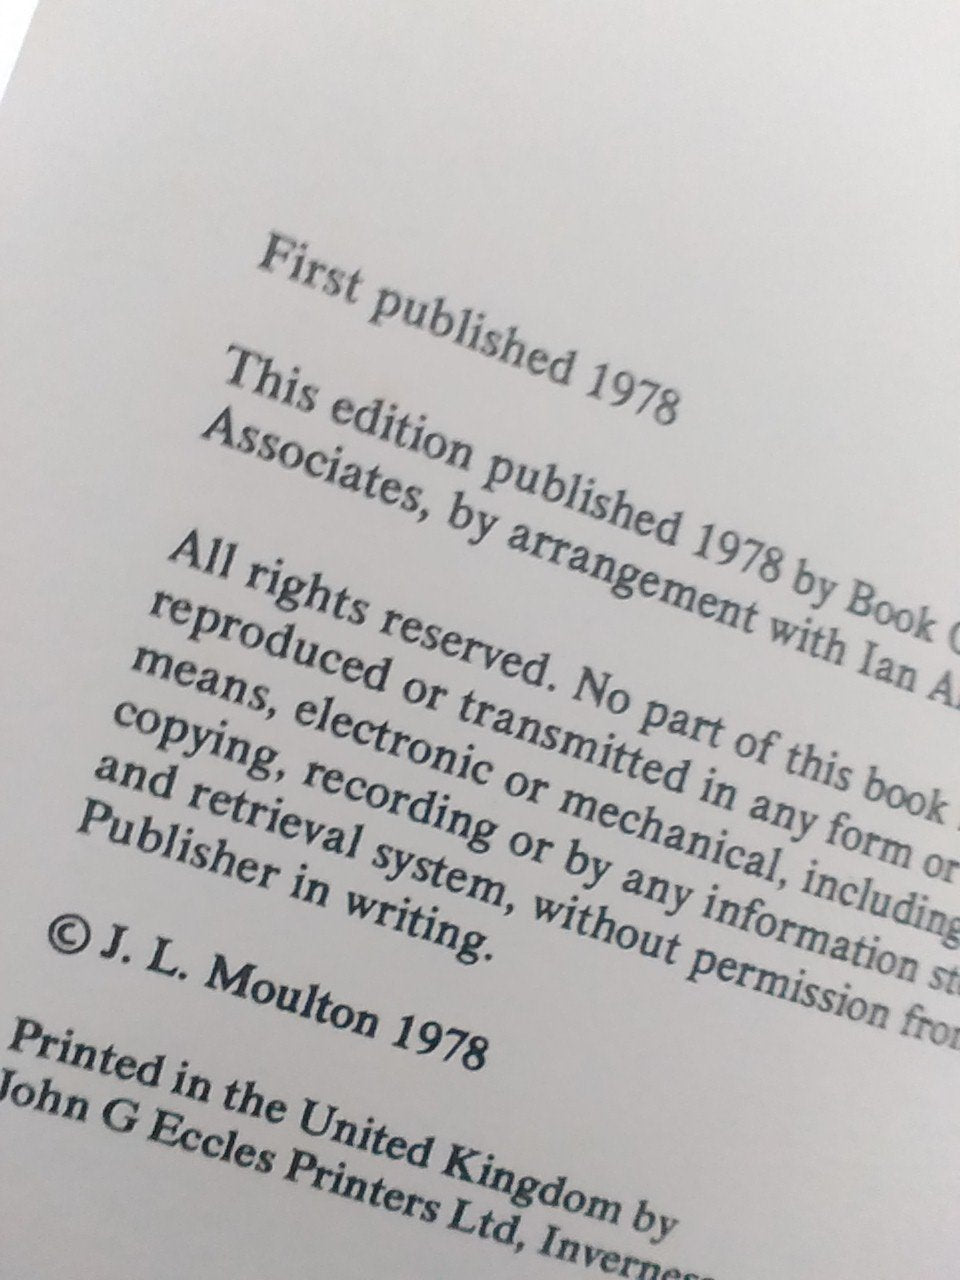 First published 1978
This edition published 1978 by Book
Associates, by arrangement with Ian
All rights reserved. No part of this book
reproduced or transmitted in any form or
means, electronic or mechanical, including
copying, recording or by any information
and retrieval system, without permission
Publisher in writing.
© J. L. Moulton 1978
Printed in the United Kingdom by
John G Eccles Printers Ltd,